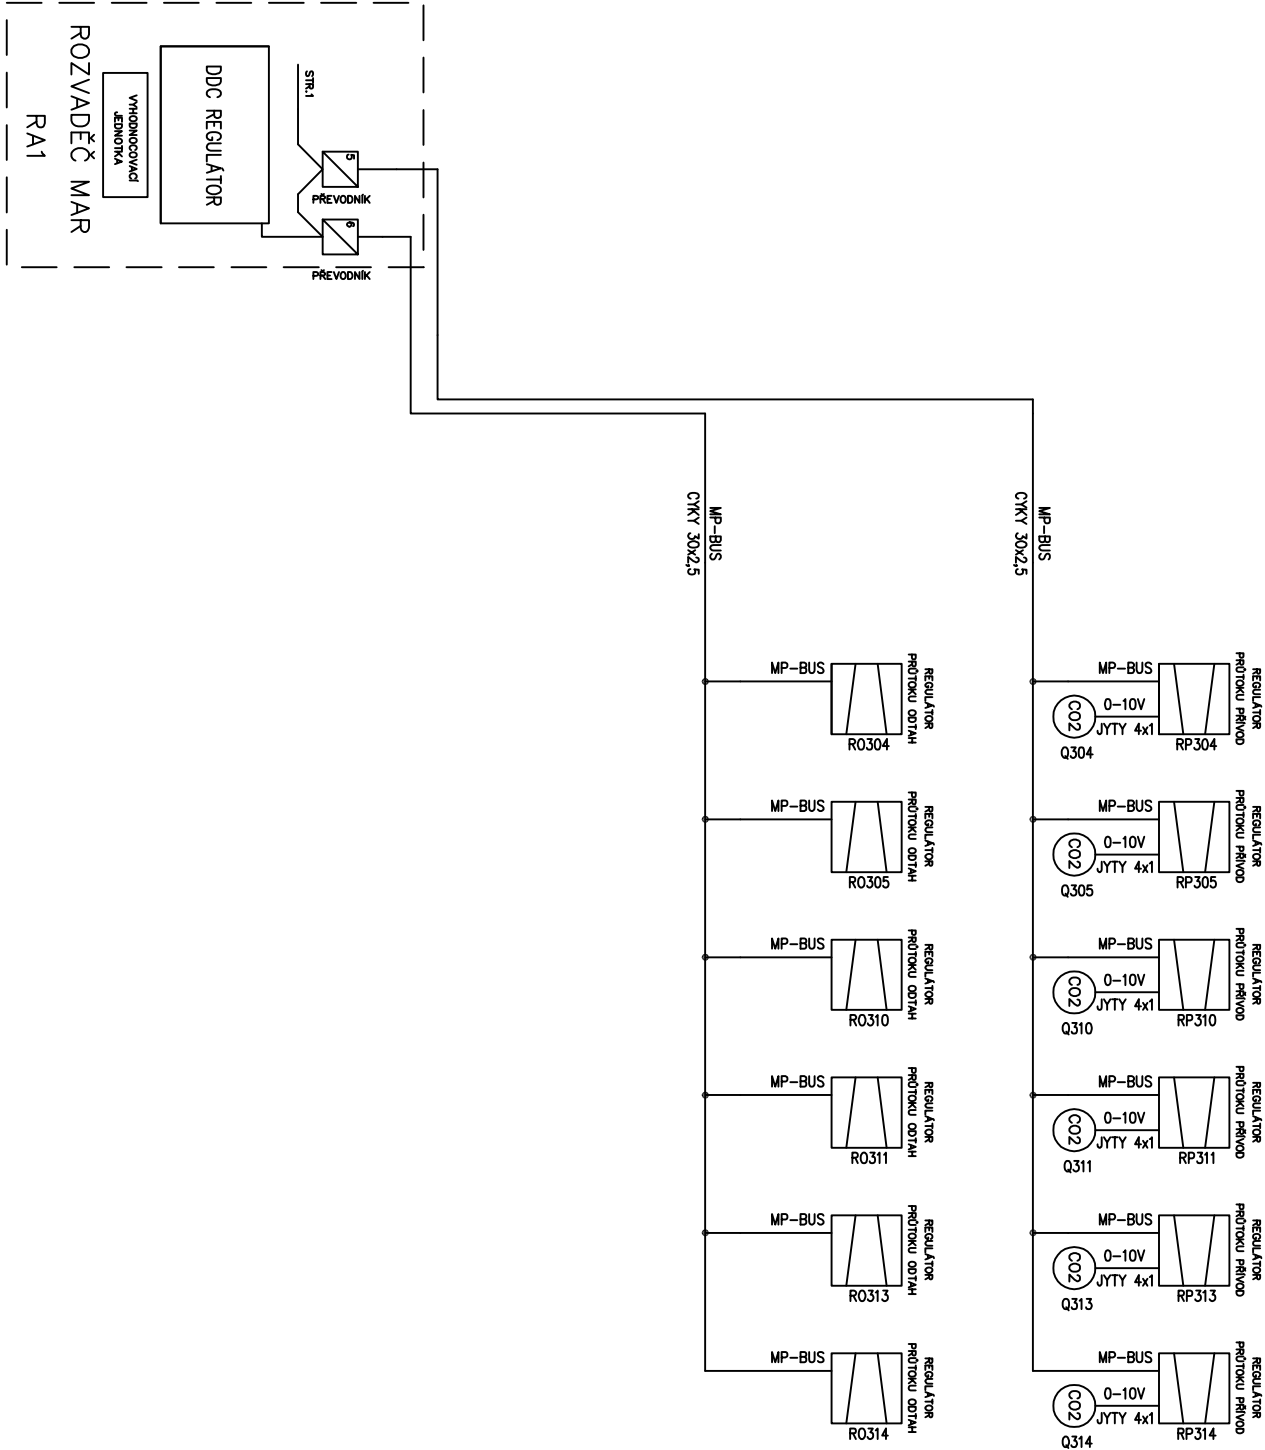 ROZVADĚČ MAR
RA1
VYHODNOCOVACÍ
JEDNOTKA
DDC REGULÁTOR
STR.1
5
PŘEVODNÍK
6
PŘEVODNÍK
MP-BUS
CYKY 3Ox2,5
MP-BUS
CYKY 3Ox2,5
REGULÁTOR
PRŮTOKU ODTAH
MP-BUS
RO304
REGULÁTOR
PRŮTOKU ODTAH
MP-BUS
RO305
REGULÁTOR
PRŮTOKU ODTAH
MP-BUS
RO310
REGULÁTOR
PRŮTOKU ODTAH
MP-BUS
RO311
REGULÁTOR
PRŮTOKU ODTAH
MP-BUS
RO313
REGULÁTOR
PRŮTOKU ODTAH
MP-BUS
RO314
REGULÁTOR
PRŮTOKU PŘÍVOD
MP-BUS
0-10V
JYTY 4x1
CO2
Q304
RP304
REGULÁTOR
PRŮTOKU PŘÍVOD
MP-BUS
0-10V
JYTY 4x1
CO2
Q305
RP305
REGULÁTOR
PRŮTOKU PŘÍVOD
MP-BUS
0-10V
JYTY 4x1
CO2
Q310
RP310
REGULÁTOR
PRŮTOKU PŘÍVOD
MP-BUS
0-10V
JYTY 4x1
CO2
Q311
RP311
REGULÁTOR
PRŮTOKU PŘÍVOD
MP-BUS
0-10V
JYTY 4x1
CO2
Q313
RP313
REGULÁTOR
PRŮTOKU PŘÍVOD
MP-BUS
0-10V
JYTY 4x1
CO2
Q314
RP314